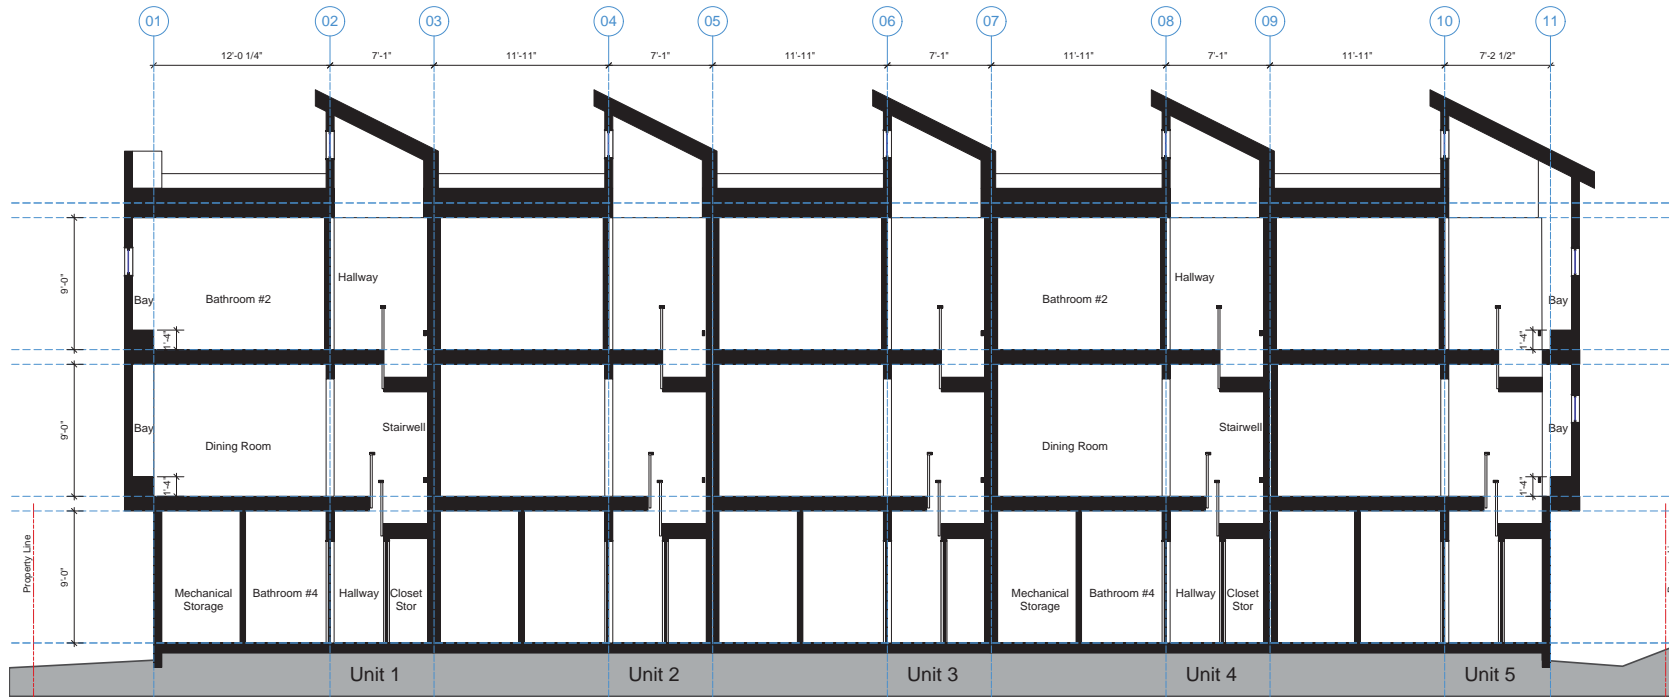 01 02 03 04 05 06 07 08 09 10 11
12'-0 1/4" 7'-1" 11'-11" 7'-1" 11'-11" 7'-1" 11'-11" 7'-1" 11'-11" 7'-2 1/2"
9'-0"
Hallway
Hallway
Bay
Bathroom #2
Bathroom #2
Bay
1'-4"
1'-4"
9'-0"
Bay
Stairwell
Stairwell
Bay
Dining Room
Dining Room
1'-4"
1'-4"
Property Line
9'-0"
Mechanical
Storage
Bathroom #4
Hallway
Closet
Stor
Mechanical
Storage
Bathroom #4
Hallway
Closet
Stor
Unit 1 Unit 2 Unit 3 Unit 4 Unit 5